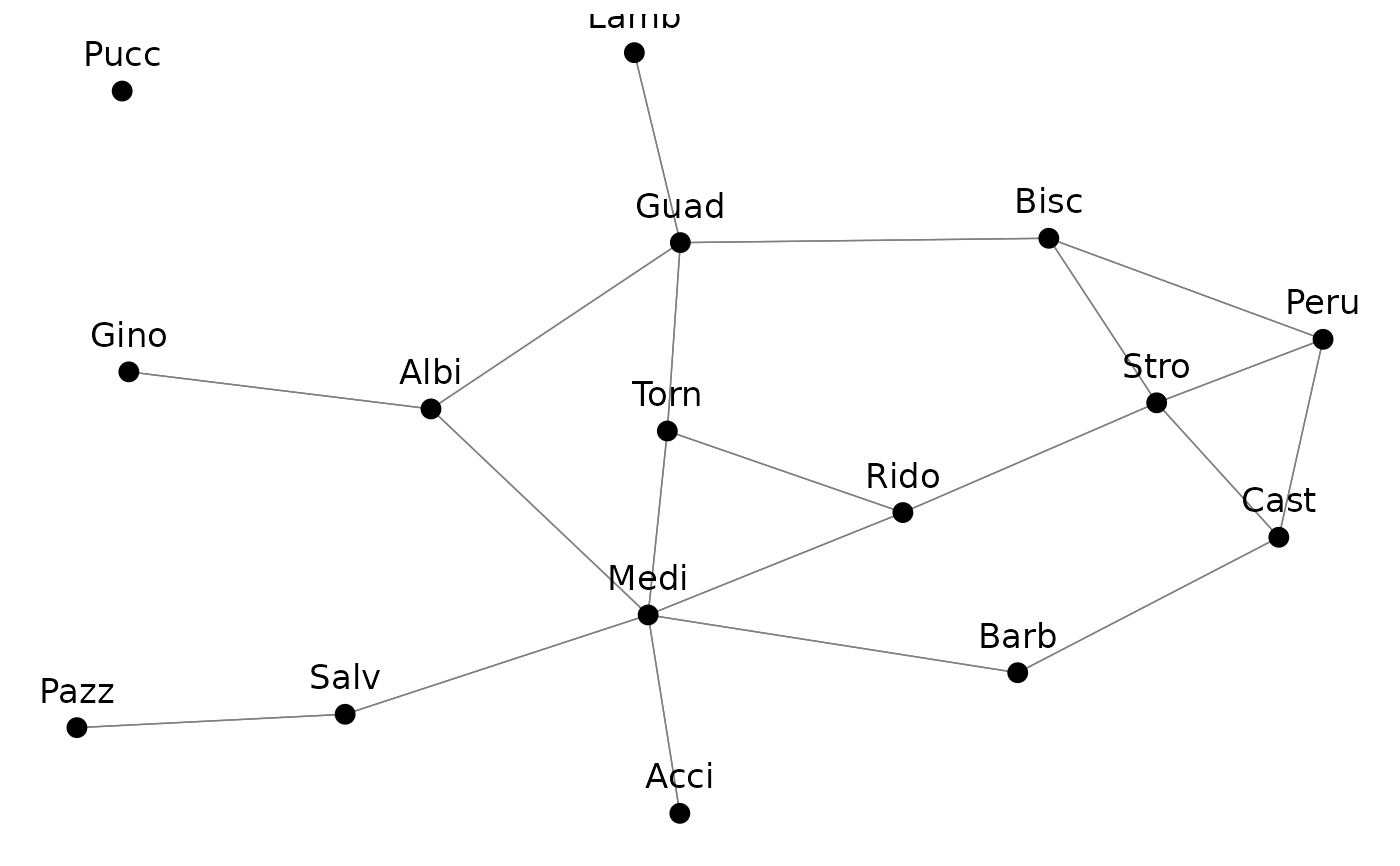 Lamb
Pucc
Guad
Bisc
Peru
Gino
Albi
Stro
Torn
Rido
Cast
Medi
Barb
Salv
Pazz
Acci